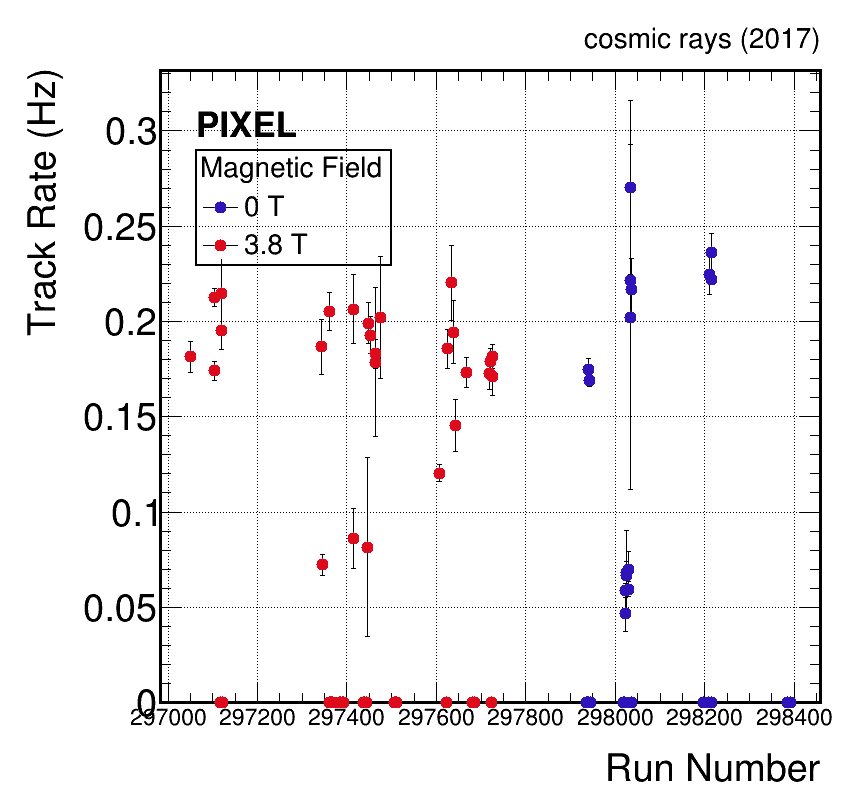 cosmic rays (2017)
Track Rate (Hz)
PIXEL
Magnetic Field
0 T
3.8 T
0.3
0.25
0.2
0.15
0.1
0.05
0
297000 297200 297400 297600 297800 298000 298200 298400
Run Number